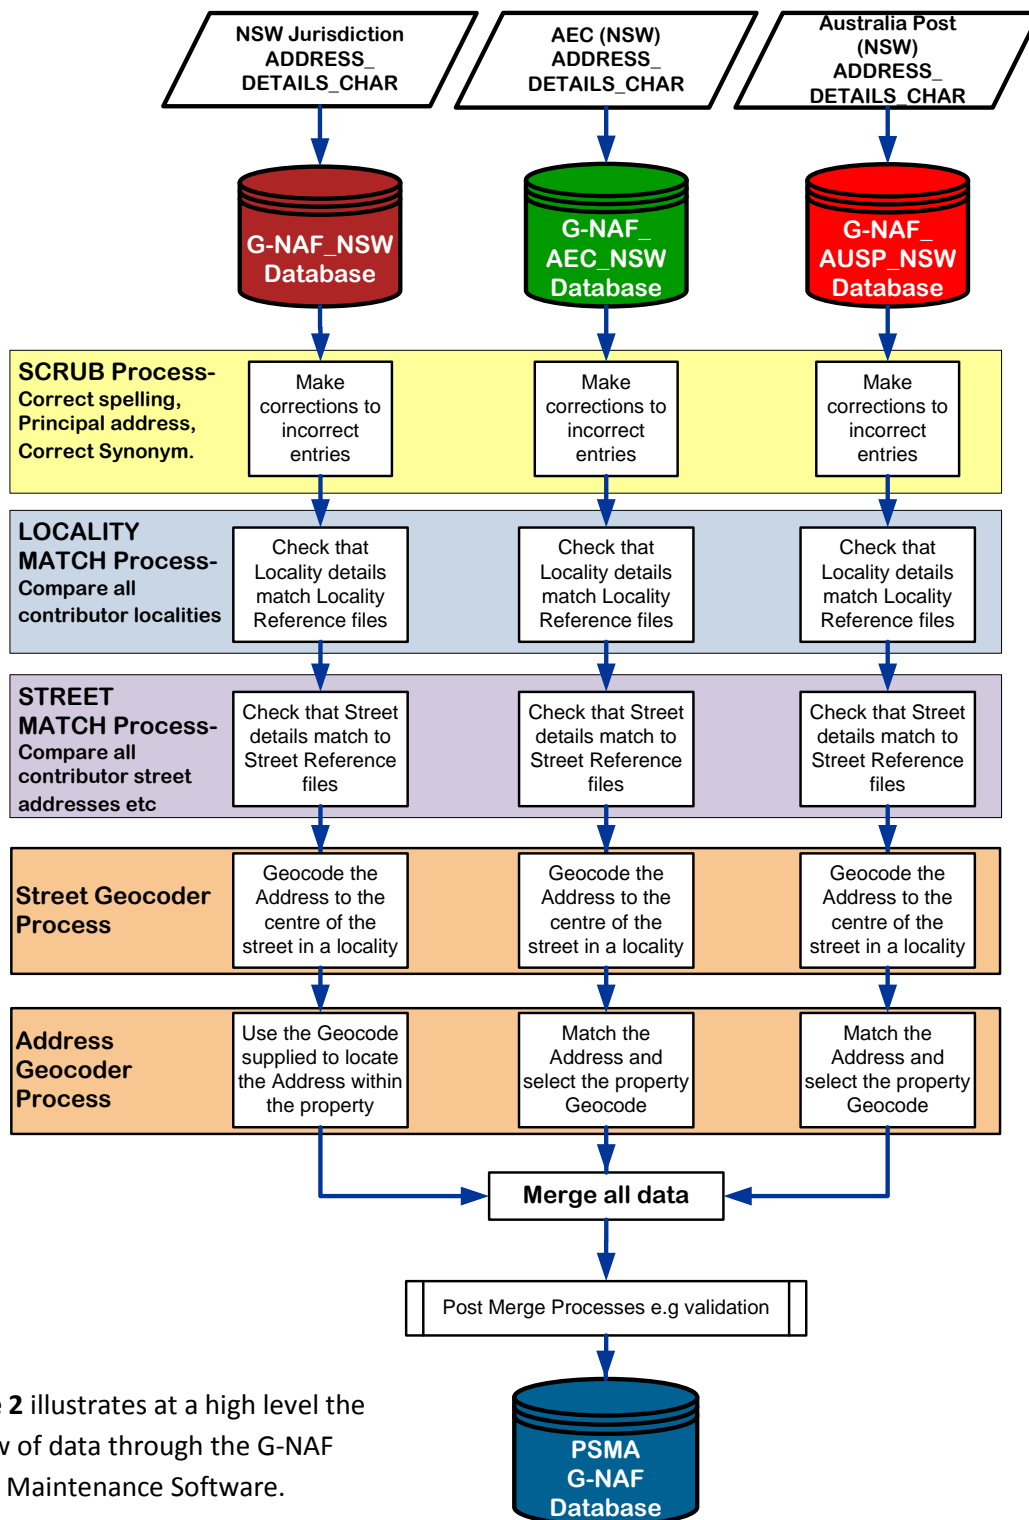 NSW Jurisdiction
ADDRESS_
DETAILS_CHAR
AEC (NSW)
ADDRESS_
DETAILS_CHAR
Australia Post
(NSW)
ADDRESS_
DETAILS_CHAR
G-NAF_NSW
Database
G-NAF_
AEC_NSW
Database
G-NAF_
AUSP_NSW
Database
SCRUB Process-
Correct spelling,
Principal address,
Correct Synonym.
Make
corrections to
incorrect
entries
Make
corrections to
incorrect
entries
Make
corrections to
incorrect
entries
LOCALITY
MATCH Process-
Compare all
contributor localities
Check that
Locality details
match Locality
Reference files
Check that
Locality details
match Locality
Reference files
Check that
Locality details
match Locality
Reference files
STREET
MATCH Process-
Compare all
contributor street
addresses etc
Check that Street
details match to
Street Reference
files
Check that Street
details match to
Street Reference
files
Check that Street
details match to
Street Reference
files
Street Geocoder
Process
Geocode the
Address to the
centre of the
street in a locality
Geocode the
Address to the
centre of the
street in a locality
Geocode the
Address to the
centre of the
street in a locality
Address
Geocoder
Process
Use the Geocode
supplied to locate
the Address within
the property
Match the
Address and
select the property
Geocode
Match the
Address and
select the property
Geocode
Merge all data
Post Merge Processes e.g validation
2 illustrates at a high level the
of data through the G-NAF
Maintenance Software.
PSMA
G-NAF
Database